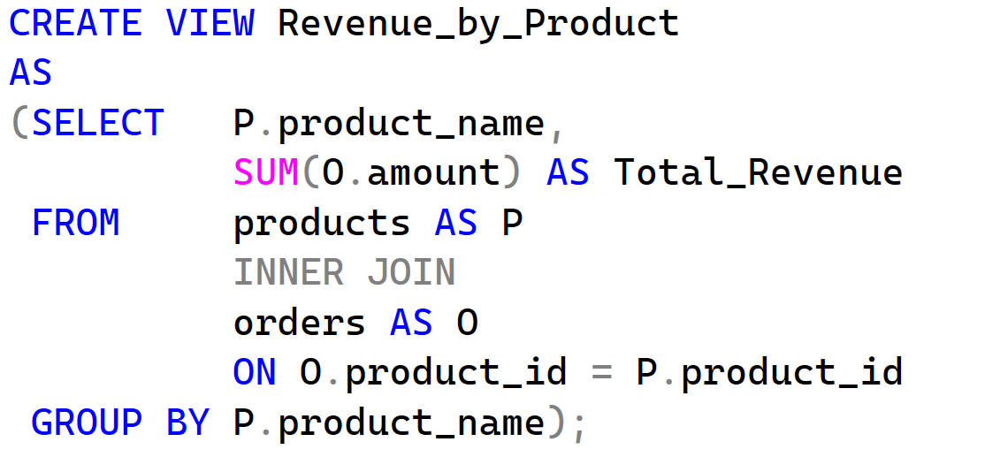 CREATE VIEW Revenue_by_Product
AS
(SELECT   P.product_name,
          SUM(O.amount) AS Total_Revenue
 FROM     products AS P
          INNER JOIN
          orders AS O
          ON O.product_id = P.product_id
 GROUP BY P.product_name);